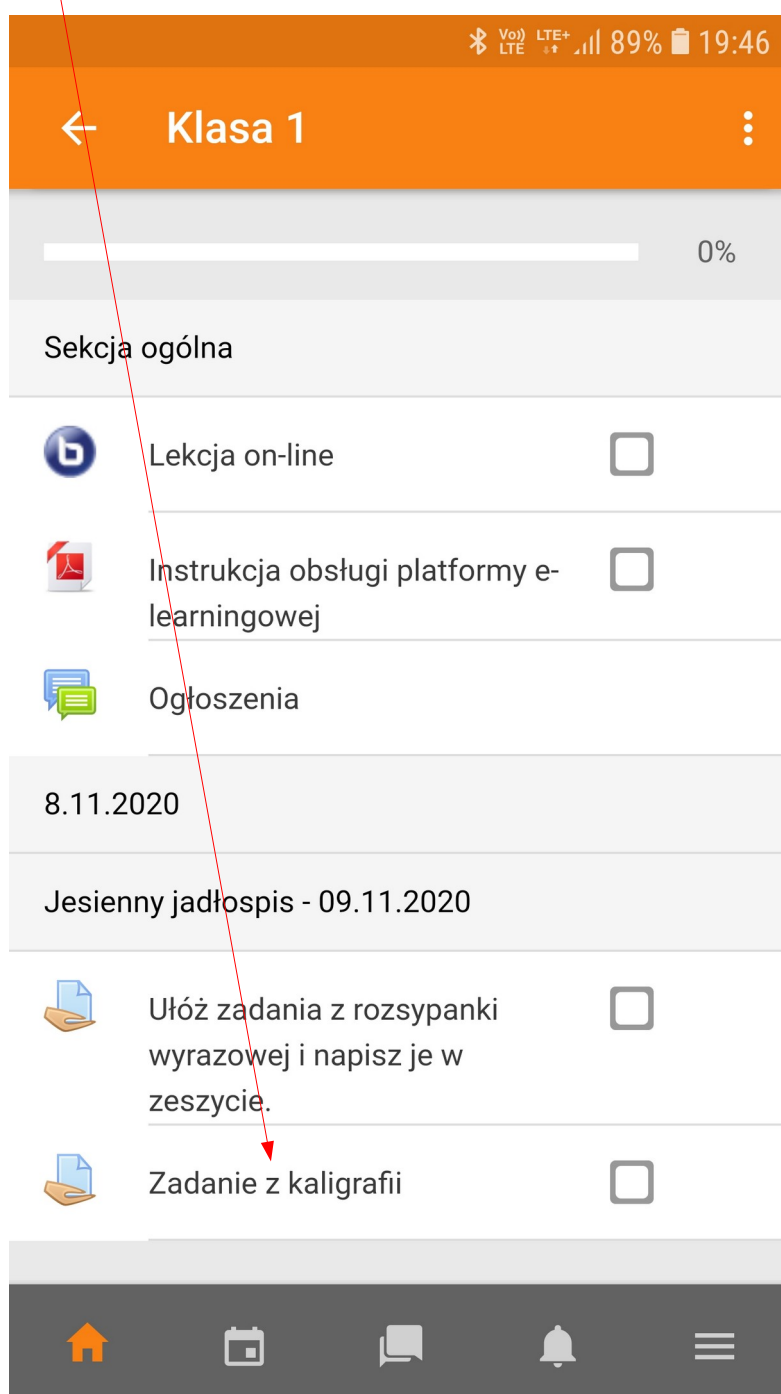 Vo)) LTE LTE+ 89% 19:46
Klasa 1
0%
Sekcja ogólna
Lekcja on-line
Instrukcja obsługi platformy e-
learningowej
Ogłoszenia
8.11.2020
Jesienny jadłospis - 09.11.2020
Ułóż zadania z rozsypanki
wyrazowej i napisz je w
zeszycie.
Zadanie z kaligrafii